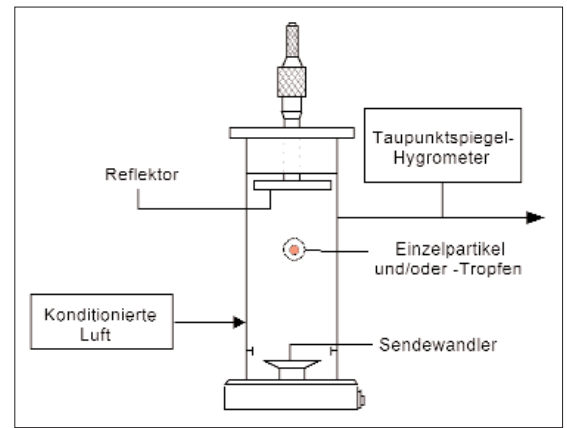 Taupunktspiegel-
Hygrometer
Reflektor
Einzelpartikel
und/oder -Tropfen
Konditionierte
Luft
Sendewandler